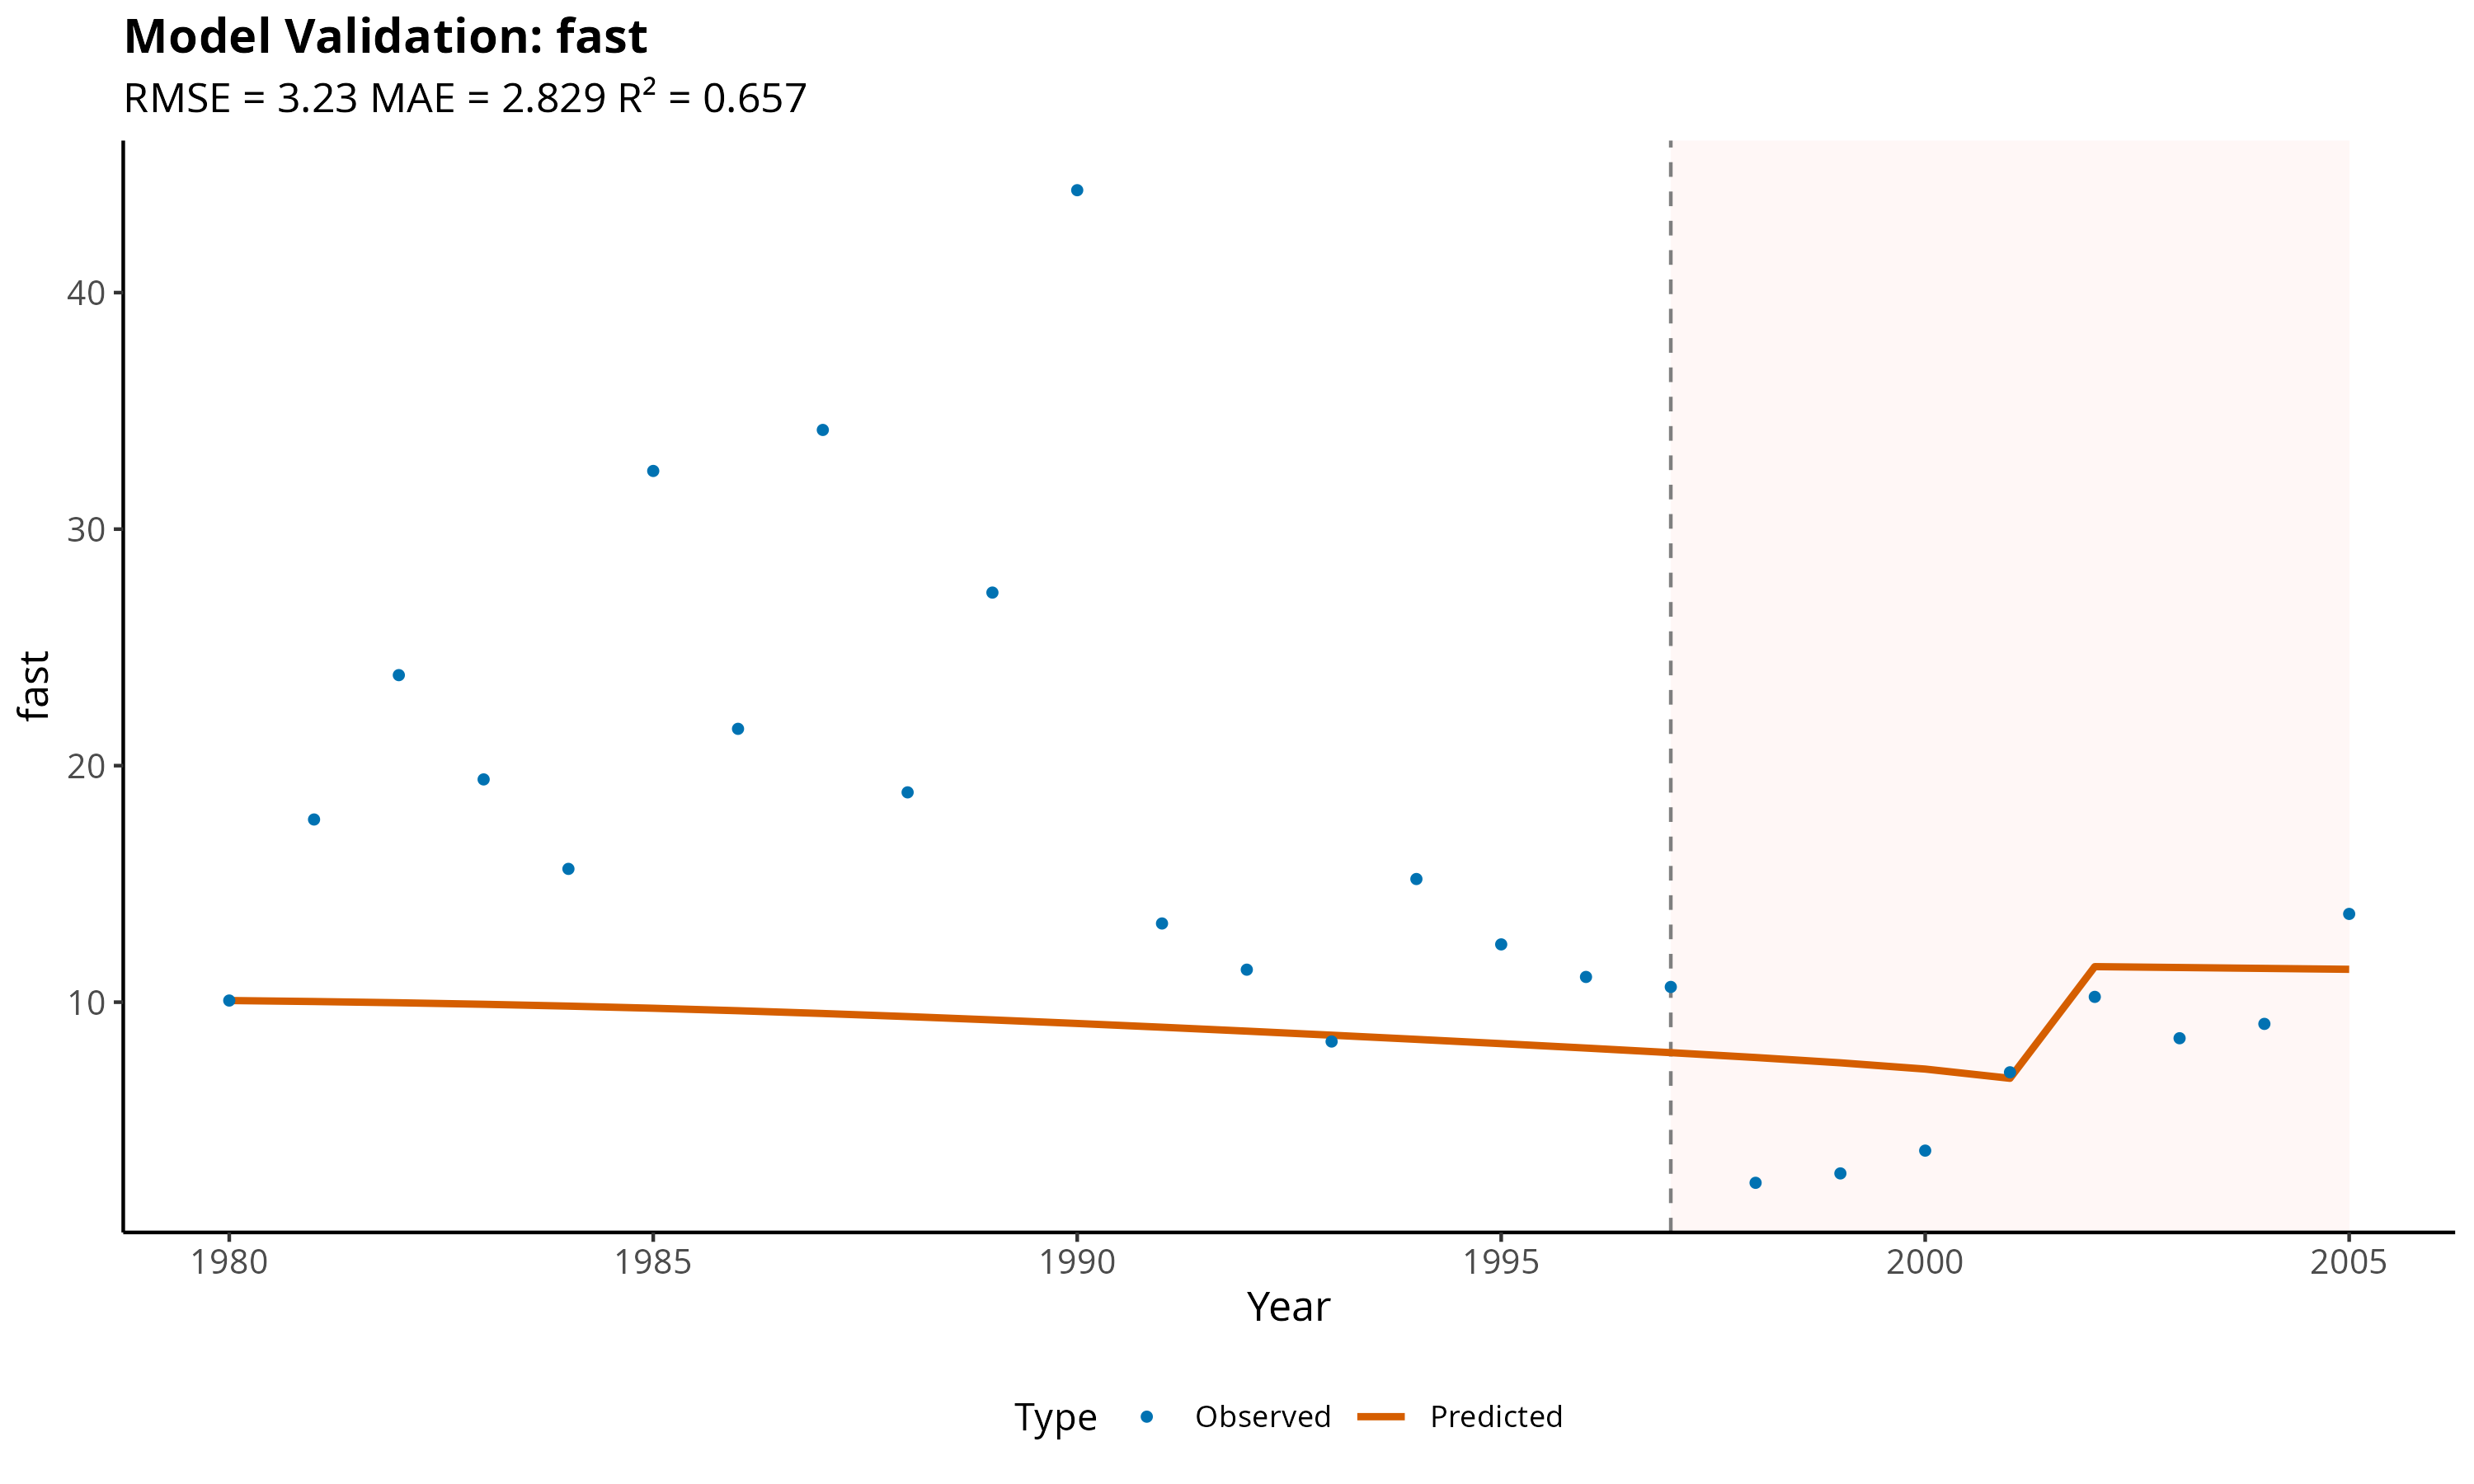 Model Validation: fast
RMSE = 3.23 MAE = 2.829 R² = 0.657
40
30
20
10
fast
1980 1985 1990 1995 2000 2005
Year
Type Observed Predicted